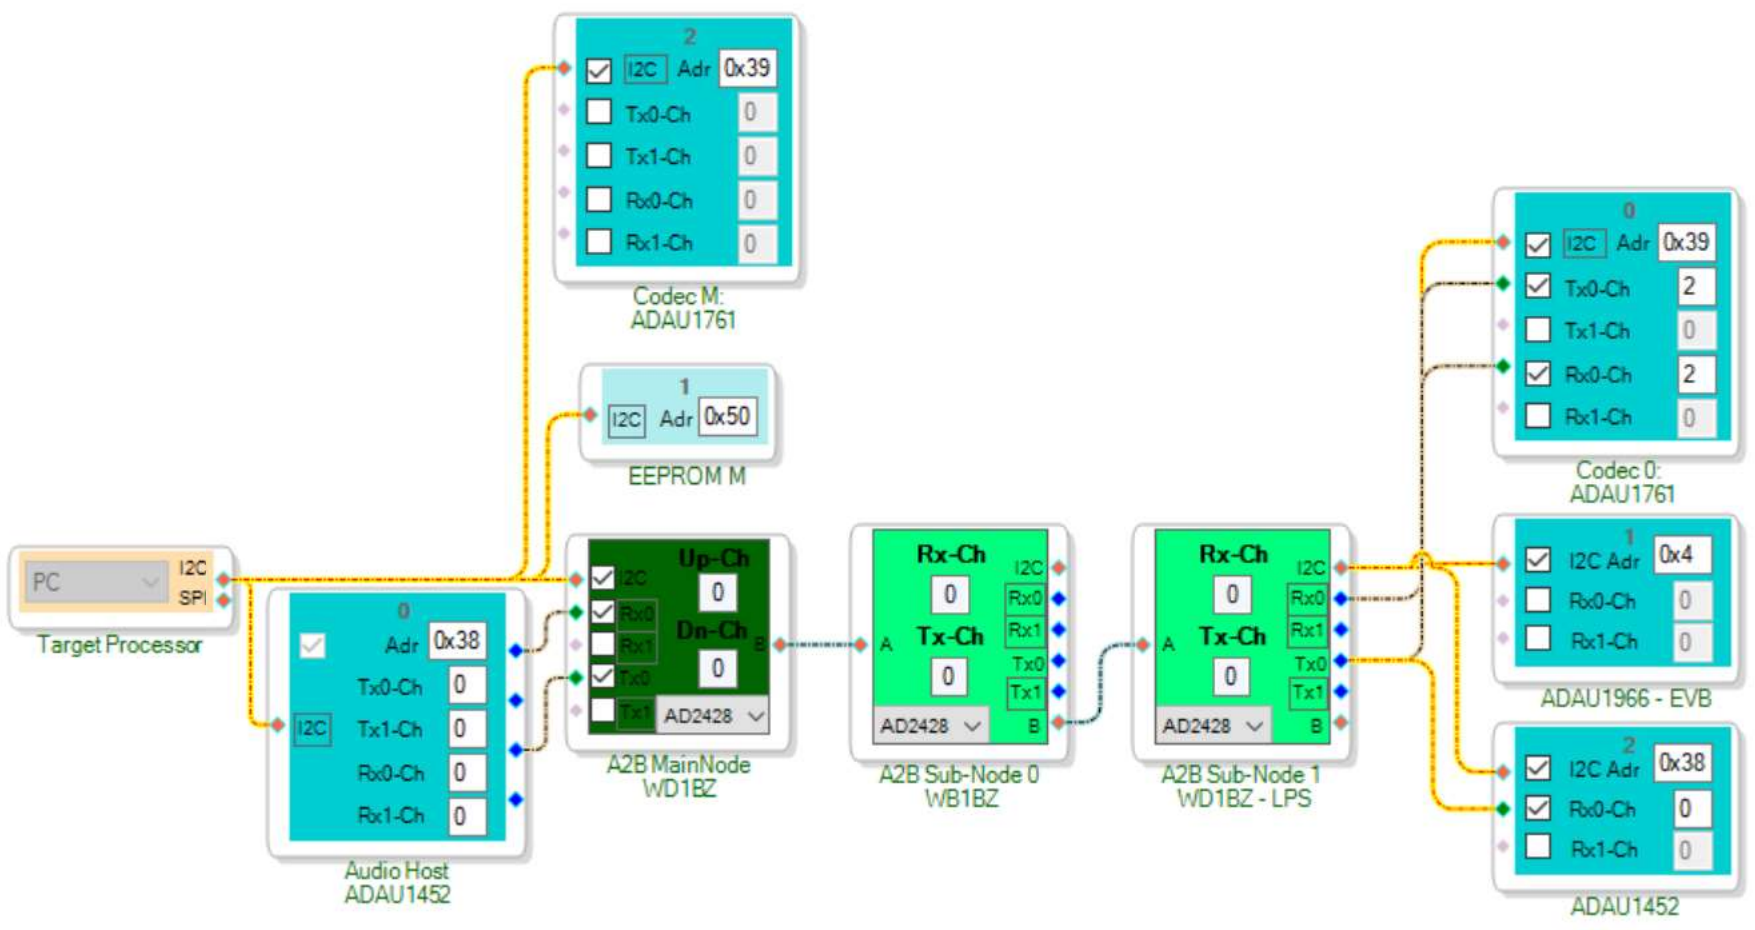 2
I2C Adr 0x39
Tx0-Ch 0
Tx1-Ch 0
Rx0-Ch 0
Rx1-Ch 0
Codec M:
ADAU1761
1
I2C Adr 0x50
EEPROM M
PC
I2C
SPI
Target Processor
0
Adr 0x38
Tx0-Ch 0
I2C
Tx1-Ch 0
Rx0-Ch 0
Rx1-Ch 0
Audio Host
ADAU1452
Up-Ch
I2C
0
Rx0
Dn-Ch
Rx1
B
Tx0
0
Tx1
AD2428
A2B MainNode
WD1BZ
Rx-Ch
I2C
0
Rx0
Rx1
Tx-Ch
A
0
Tx0
Tx1
AD2428
B
A2B Sub-Node 0
WB1BZ
Rx-Ch
I2C
0
Rx0
Rx1
Tx-Ch
A
0
Tx0
Tx1
AD2428
B
A2B Sub-Node 1
WD1BZ - LPS
0
I2C Adr 0x39
Tx0-Ch 2
Tx1-Ch 0
Rx0-Ch 2
Rx1-Ch 0
Codec 0:
ADAU1761
1
I2C Adr 0x4
Rx0-Ch 0
Rx1-Ch 0
ADAU1966 - EVB
2
I2C Adr 0x38
Rx0-Ch 0
Rx1-Ch 0
ADAU1452